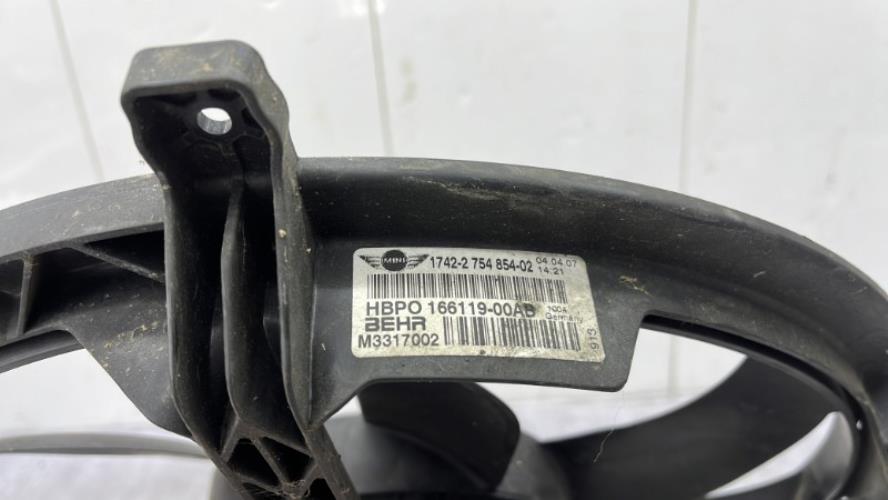 MINI 1742-2 754 854-02 04.04.07
14:21
HBPO 166119-00AB
Germany
BEHR
M3317002
913